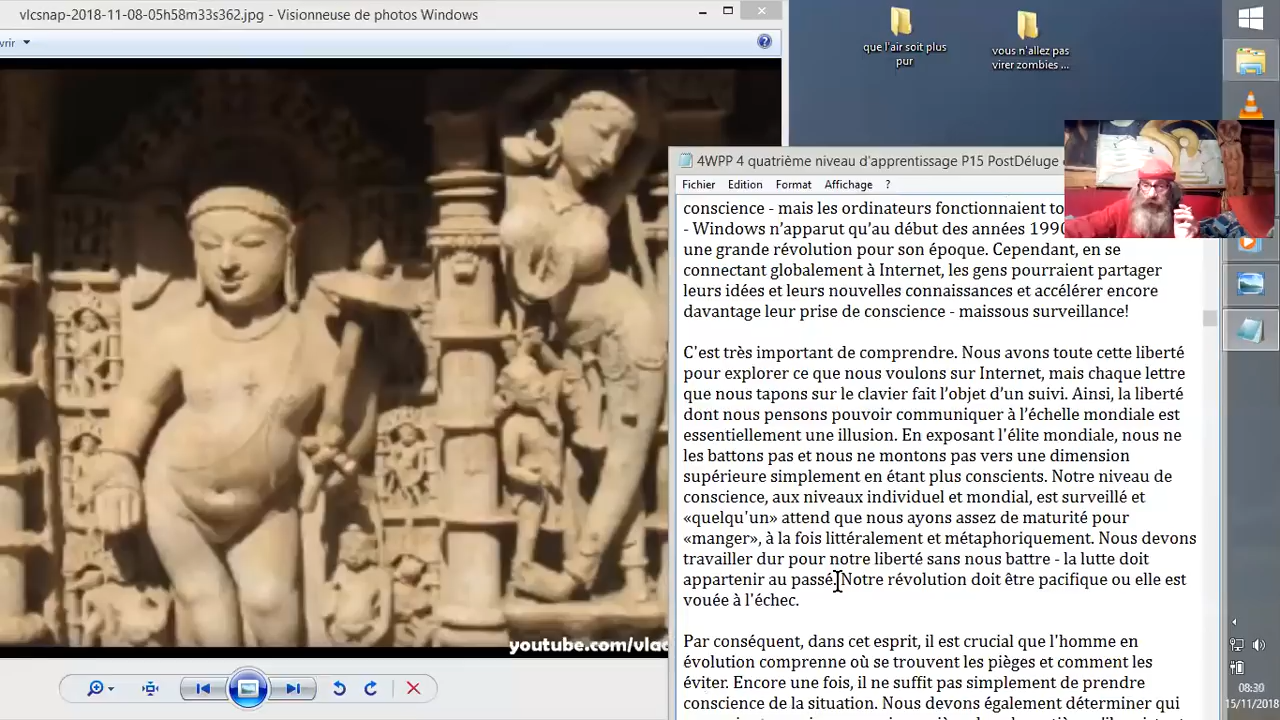 vlcsnap-2018-11-08-05h58m33s362.jpg - Visionneuse de photos Windows
vrir
youtube.com/vlad
que l'air soit plus
pur
vous n'allez pas
virer zombies ...
4WPP 4 quatrième niveau d'apprentissage P15 PostDéluge
Fichier Edition Format Affichage ?
conscience - mais les ordinateurs fonctionnaient to
- Windows n’apparut qu’au début des années 1990
une grande révolution pour son époque. Cependant, en se
connectant globalement à Internet, les gens pourraient partager
leurs idées et leurs nouvelles connaissances et accélérer encore
davantage leur prise de conscience - maissous surveillance!
C'est très important de comprendre. Nous avons toute cette liberté
pour explorer ce que nous voulons sur Internet, mais chaque lettre
que nous tapons sur le clavier fait l’objet d’un suivi. Ainsi, la liberté
dont nous pensons pouvoir communiquer à l’échelle mondiale est
essentiellement une illusion. En exposant l'élite mondiale, nous ne
les battons pas et nous ne montons pas vers une dimension
supérieure simplement en étant plus conscients. Notre niveau de
conscience, aux niveaux individuel et mondial, est surveillé et
«quelqu'un» attend que nous ayons assez de maturité pour
«manger», à la fois littéralement et métaphoriquement. Nous devons
travailler dur pour notre liberté sans nous battre - la lutte doit
appartenir au passé. Notre révolution doit être pacifique ou elle est
vouée à l'échec.
Par conséquent, dans cet esprit, il est crucial que l'homme en
évolution comprenne où se trouvent les pièges et comment les
éviter. Encore une fois, il ne suffit pas simplement de prendre
conscience de la situation. Nous devons également déterminer qui
08:30
15/11/2018